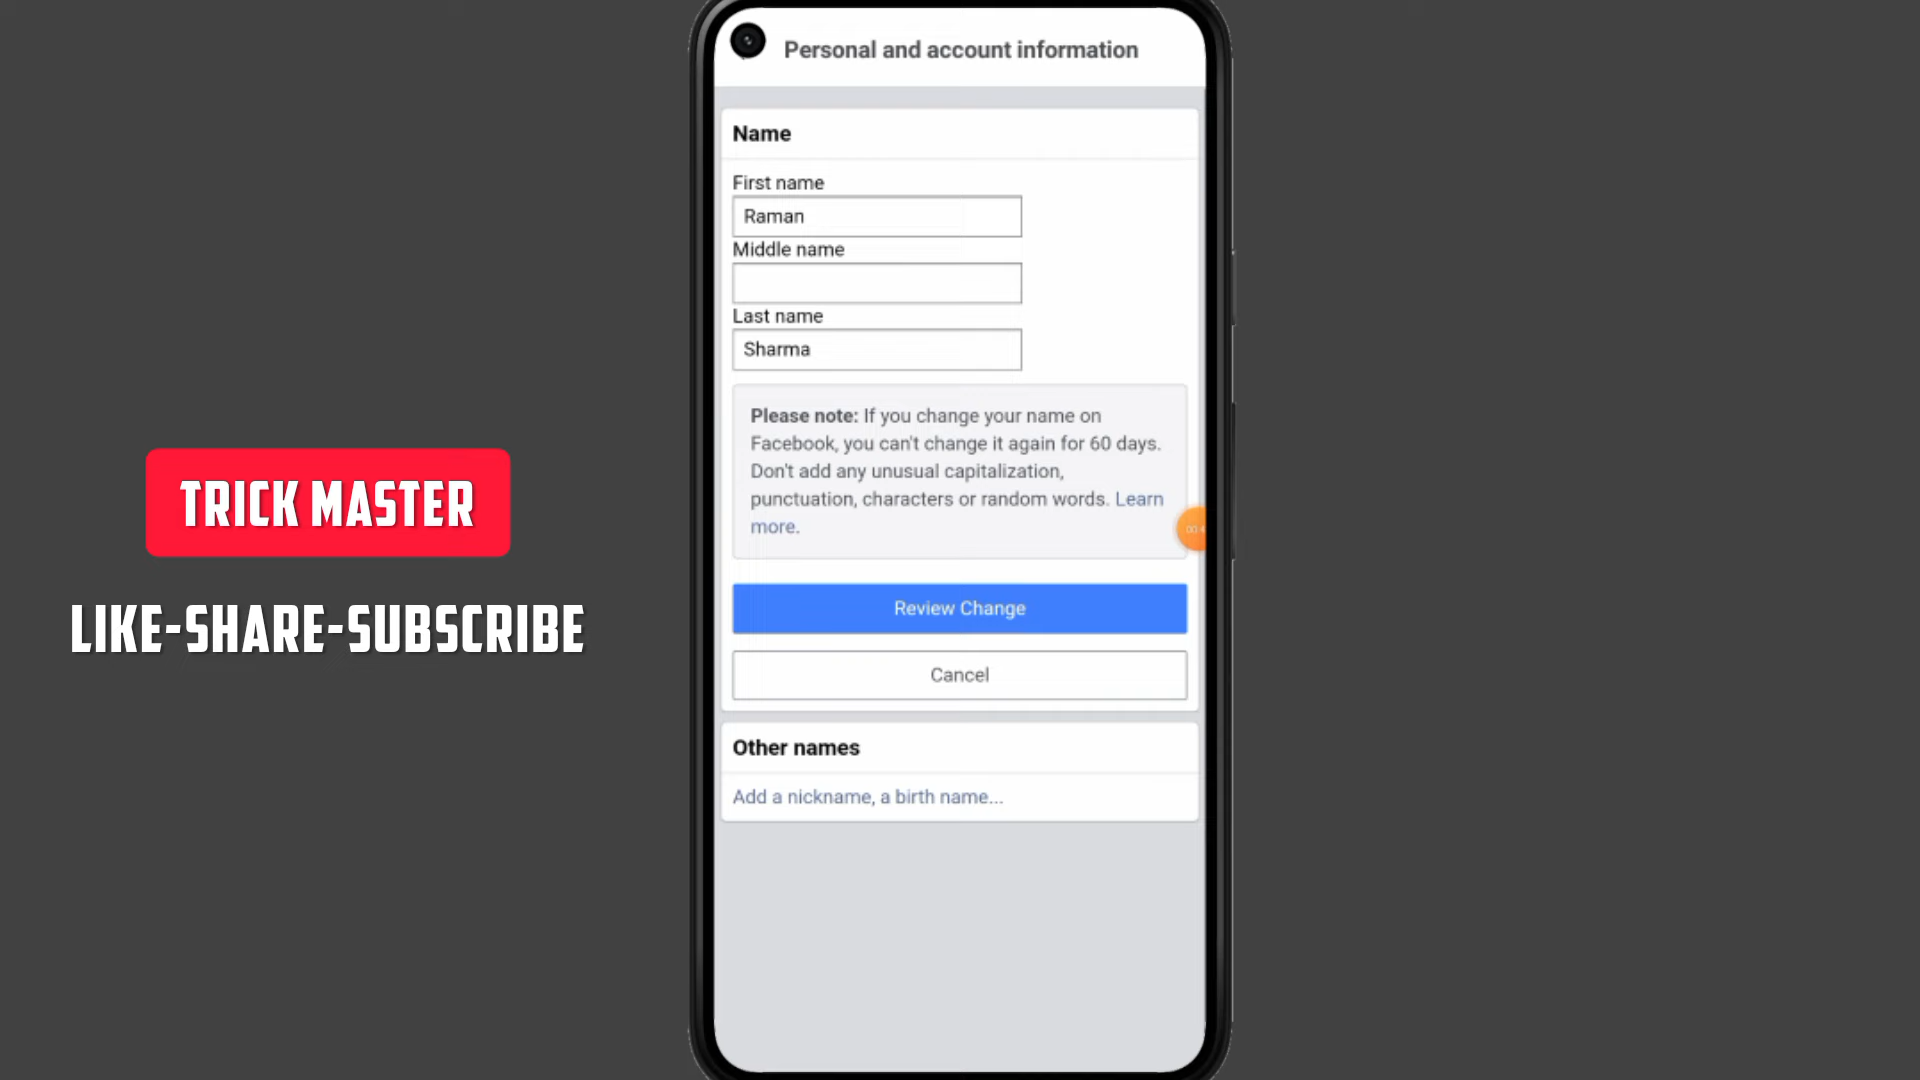 Personal and account information
Name
First name
Raman
Middle name
Last name
Sharma
Please note: If you change your name on
Facebook, you can't change it again for 60 days.
Don't add any unusual capitalization,
punctuation, characters or random words. Learn
more.
Review Change
Cancel
Other names
Add a nickname, a birth name...
TRICK MASTER
LIKE-SHARE-SUBSCRIBE